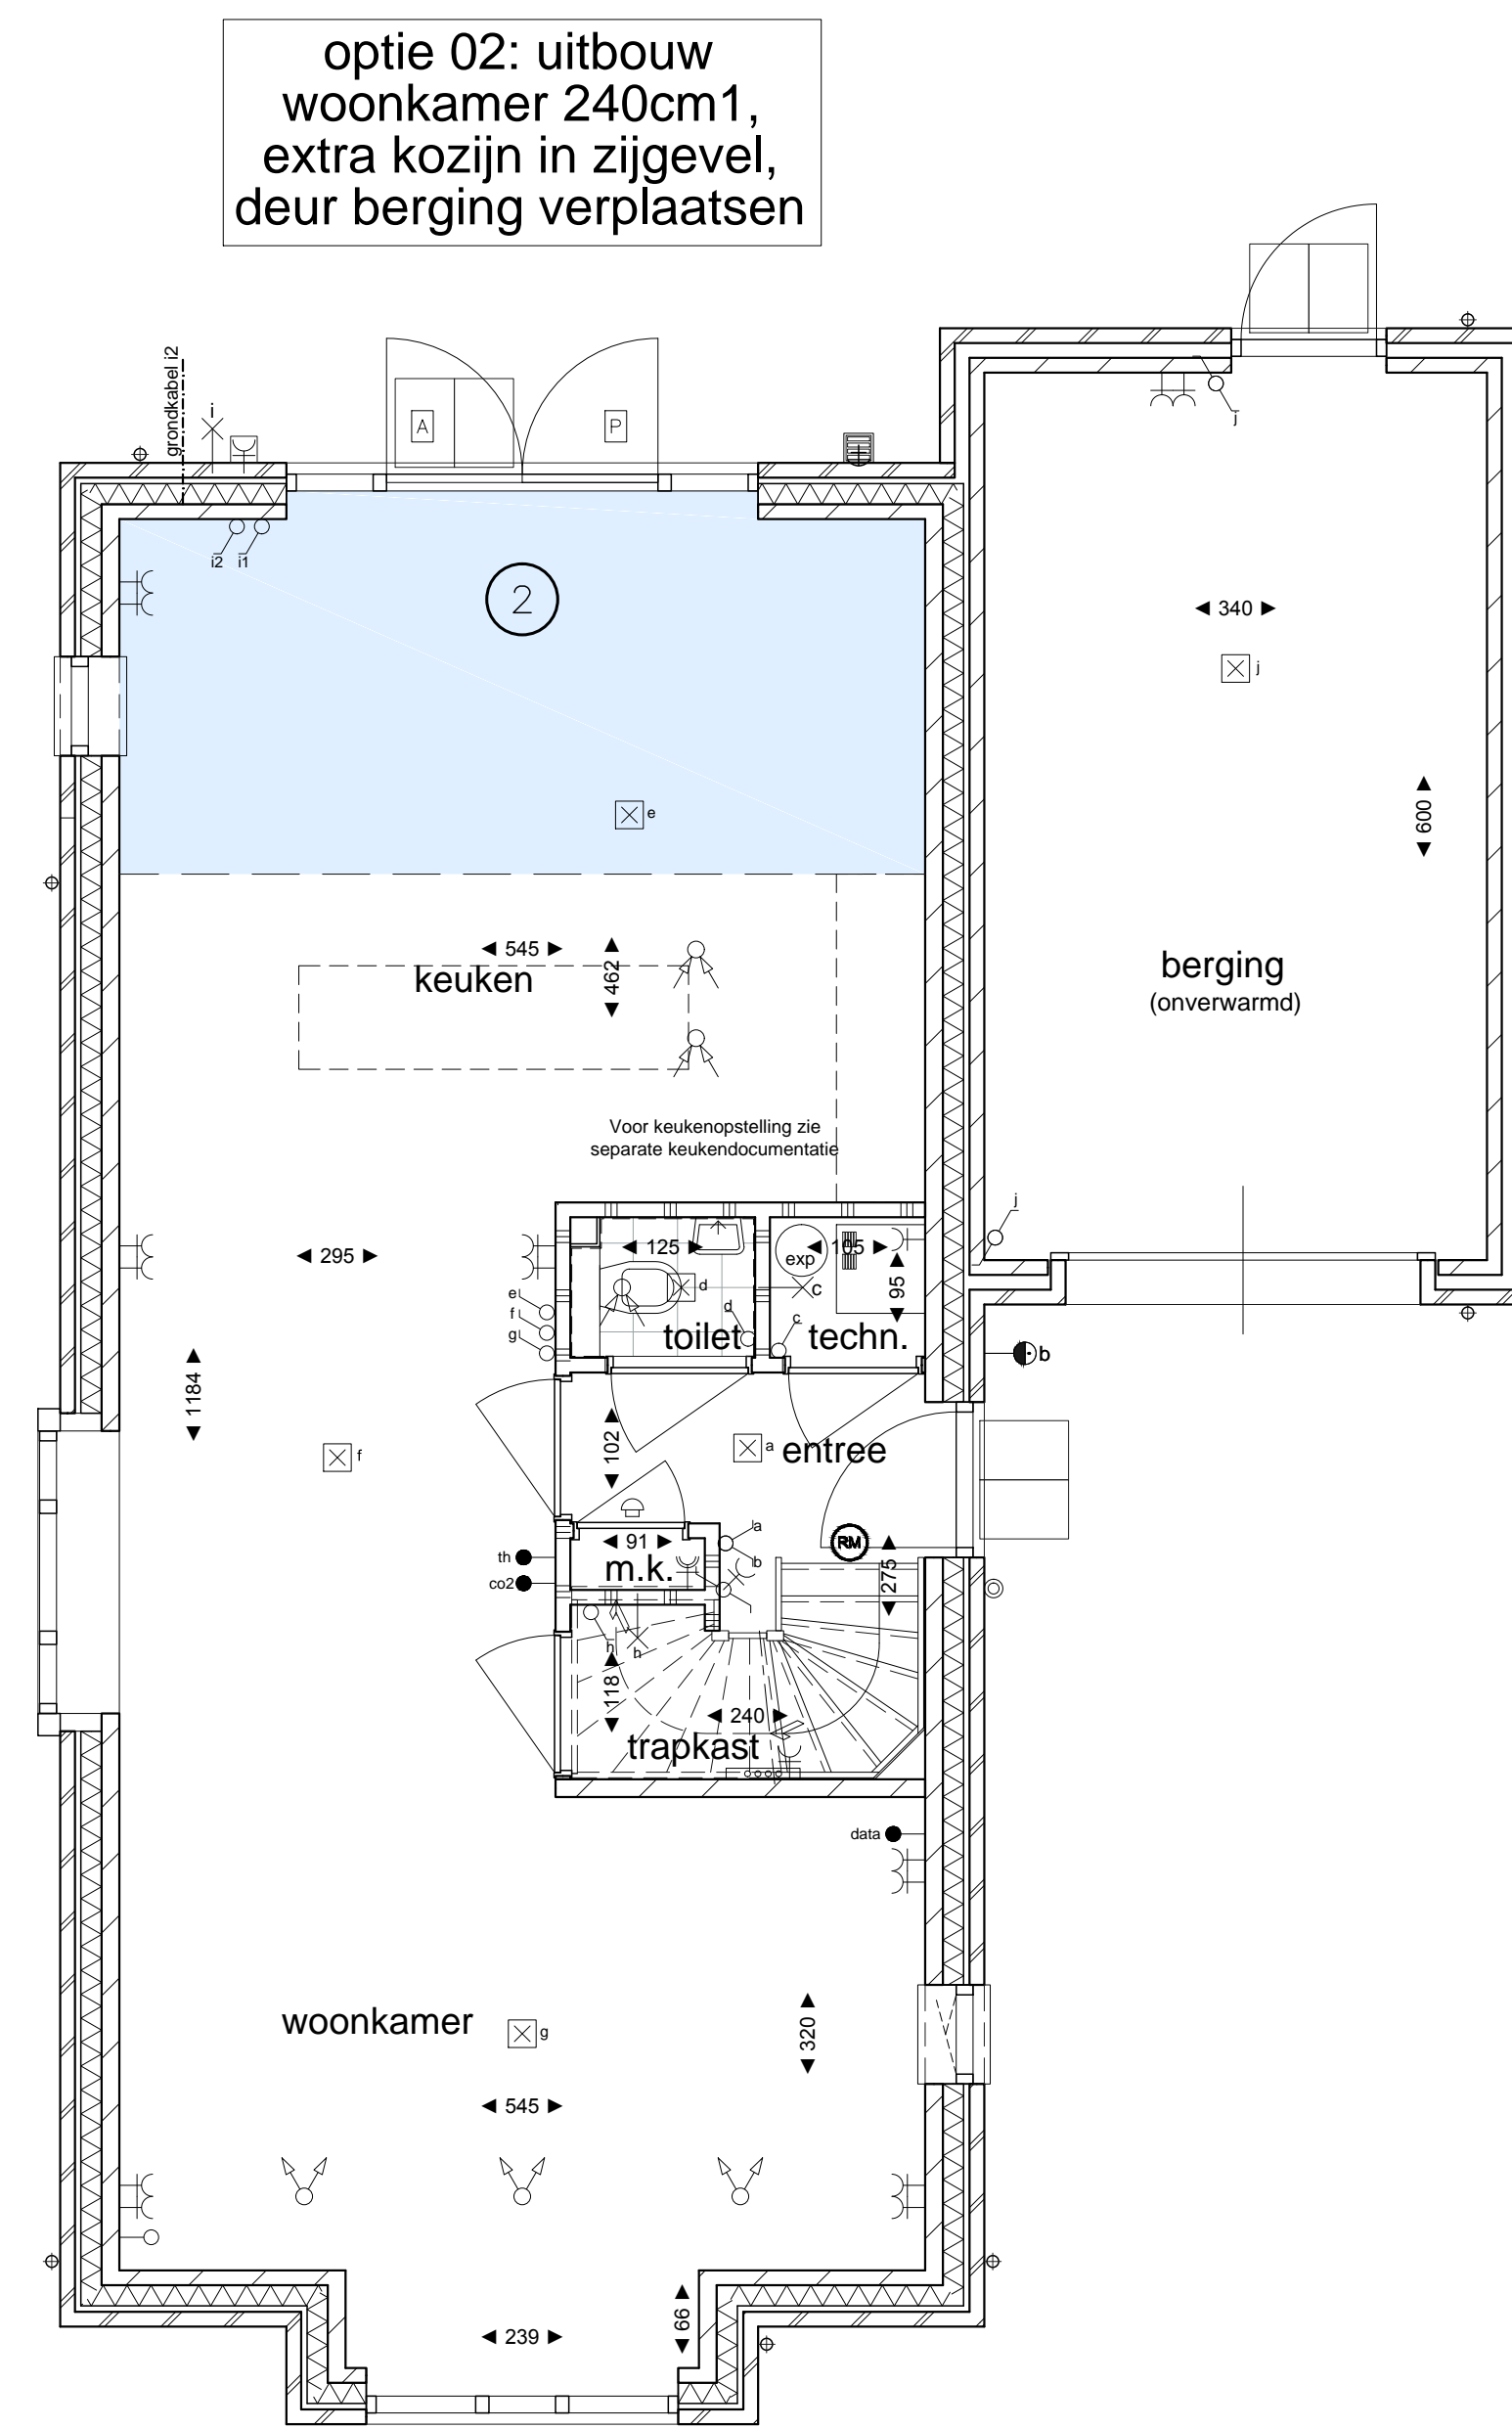 optie 02: uitbouw
woonkamer 240cm1,
extra kozijn in zijgevel,
deur berging verplaatsen
grondkabel i2
i
A
P
j
i2
i1
2
340
j
e
600
545
keuken
462
berging
(onverwarmd)
Voor keukenopstelling zie
separate keukendocumentatie
j
295
125
105
exp
95
d
c
e
f
g
d
c
toilet
techn.
b
1184
102
a
entree
f
RM
91
a
b
275
th
co2
m.k.
h
h
118
240
trapkast
data
woonkamer
g
320
545
66
239